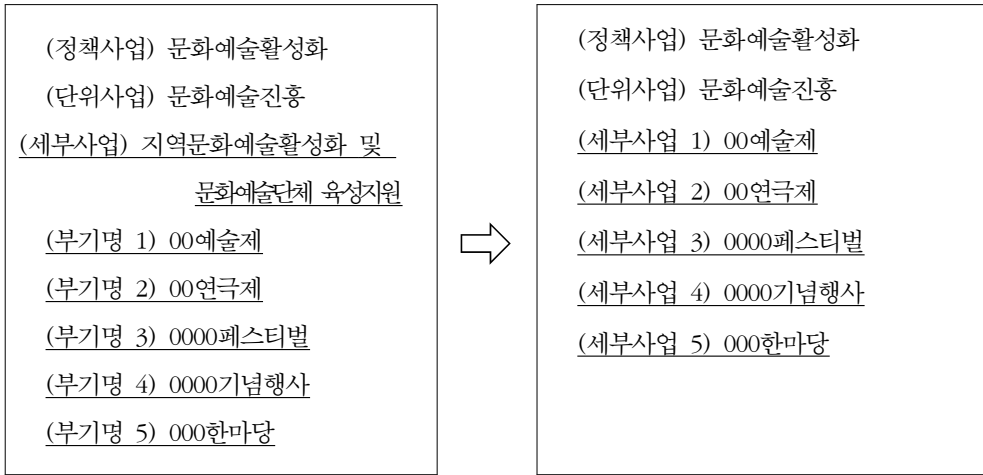 (정책사업) 문화예술활성화
(단위사업) 문화예술진흥
(세부사업) 지역문화예술활성화 및
문화예술단체 육성지원
(부기명 1) 00예술제
(부기명 2) 00연극제
(부기명 3) 0000페스티벌
(부기명 4) 0000기념행사
(부기명 5) 000한마당
(정책사업) 문화예술활성화
(단위사업) 문화예술진흥
(세부사업 1) 00예술제
(세부사업 2) 00연극제
(세부사업 3) 0000페스티벌
(세부사업 4) 0000기념행사
(세부사업 5) 000한마당